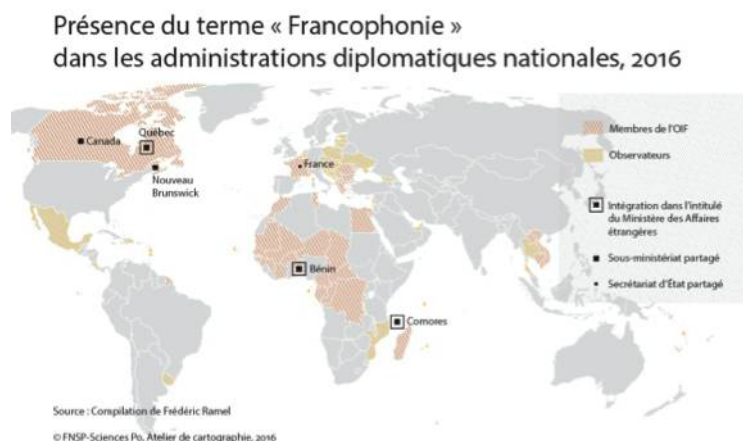 Présence du terme « Francophonie »
dans les administrations diplomatiques nationales, 2016
Québec
Canada
Nouveau
Brunswick
France
Bénin
Comores
Membres de l'OIF
Observateurs
Intégration dans l'intitulé
du Ministère des Affaires
étrangères
Sous-ministériat partagé
Secrétariat d'État partagé
Source : Compilation de Frédéric Ramel
© FNSP-Sciences Po, Atelier de cartographie, 2016